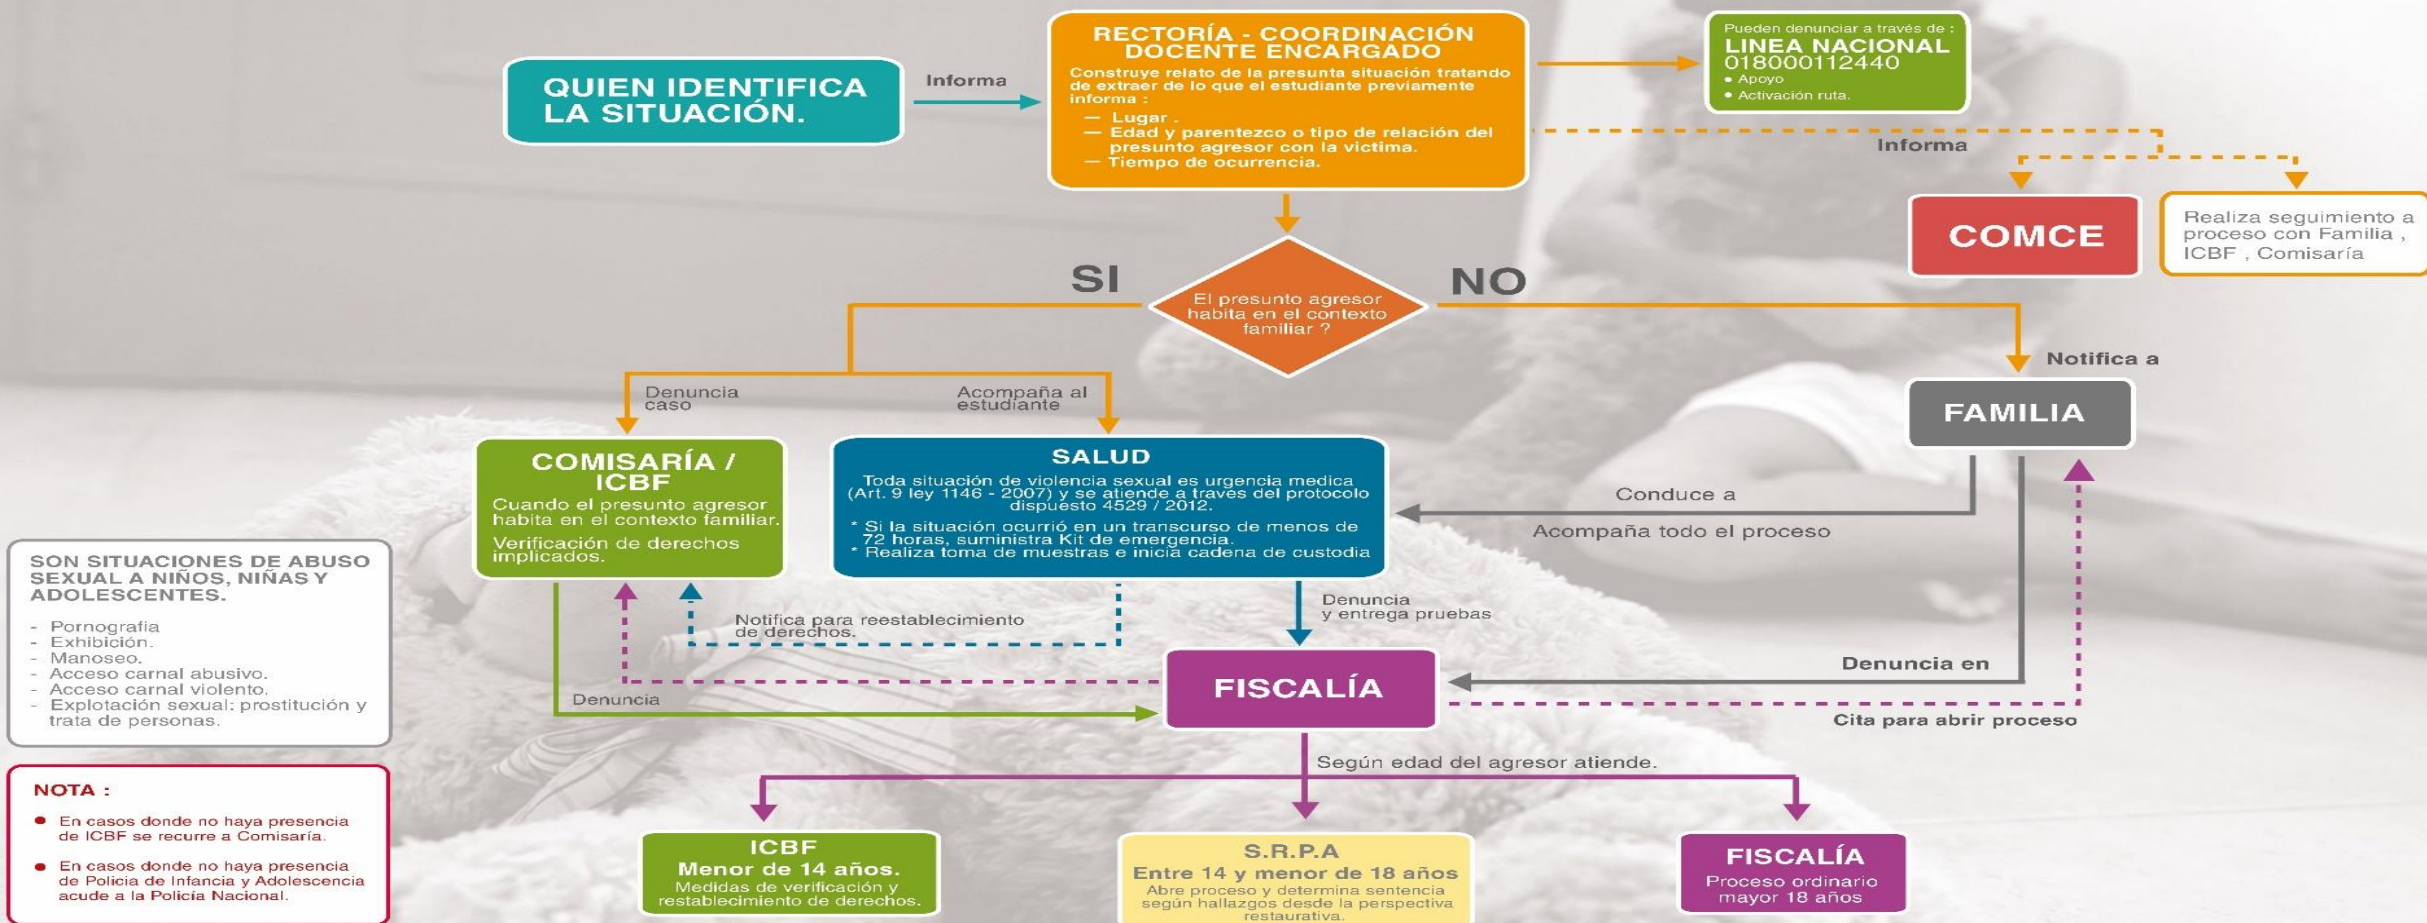 RECTORÍA - COORDINACIÓN
DOCENTE ENCARGADO
Construye relato de la presunta situación tratando
de extraer de lo que el estudiante previamente
informa :
— Lugar .
— Edad y parentezco o tipo de relación del
presunto agresor con la victima.
— Tiempo de ocurrencia.
QUIEN IDENTIFICA
LA SITUACIÓN.
Informa
Pueden denunciar a través de :
LINEA NACIONAL
018000112440
• Apoyo
• Activación ruta.
Informa
COMCE
Realiza seguimiento a
proceso con Familia ,
ICBF , Comisaría
SI
El presunto agresor
habita en el contexto
familiar ?
NO
Notifica a
FAMILIA
Denuncia
caso
Acompaña al
estudiante
COMISARÍA /
ICBF
Cuando el presunto agresor
habita en el contexto familiar.
Verificación de derechos
implicados.
SALUD
Toda situación de violencia sexual es urgencia medica
(Art. 9 ley 1146 - 2007) y se atiende a través del protocolo
dispuesto 4529 / 2012.
* Si la situación ocurrió en un transcurso de menos de
72 horas, suministra Kit de emergencia.
* Realiza toma de muestras e inicia cadena de custodia
Conduce a
Acompaña todo el proceso
SON SITUACIONES DE ABUSO
SEXUAL A NIÑOS, NIÑAS Y
ADOLESCENTES.
- Pornografia
- Exhibición.
- Manoseo.
- Acceso carnal abusivo.
- Acceso carnal violento.
- Explotación sexual: prostitución y
trata de personas.
Notifica para reestablecimiento
de derechos.
Denuncia
y entrega pruebas
Denuncia
FISCALÍA
Denuncia en
Cita para abrir proceso
Según edad del agresor atiende.
NOTA :
• En casos donde no haya presencia
de ICBF se recurre a Comisaría.
• En casos donde no haya presencia
de Policia de Infancia y Adolescencia
acude a la Policía Nacional.
ICBF
Menor de 14 años.
Medidas de verificación y
restablecimiento de derechos.
S.R.P.A
Entre 14 y menor de 18 años
Abre proceso y determina sentencia
según hallazgos desde la perspectiva
restaurativa.
FISCALÍA
Proceso ordinario
mayor 18 años